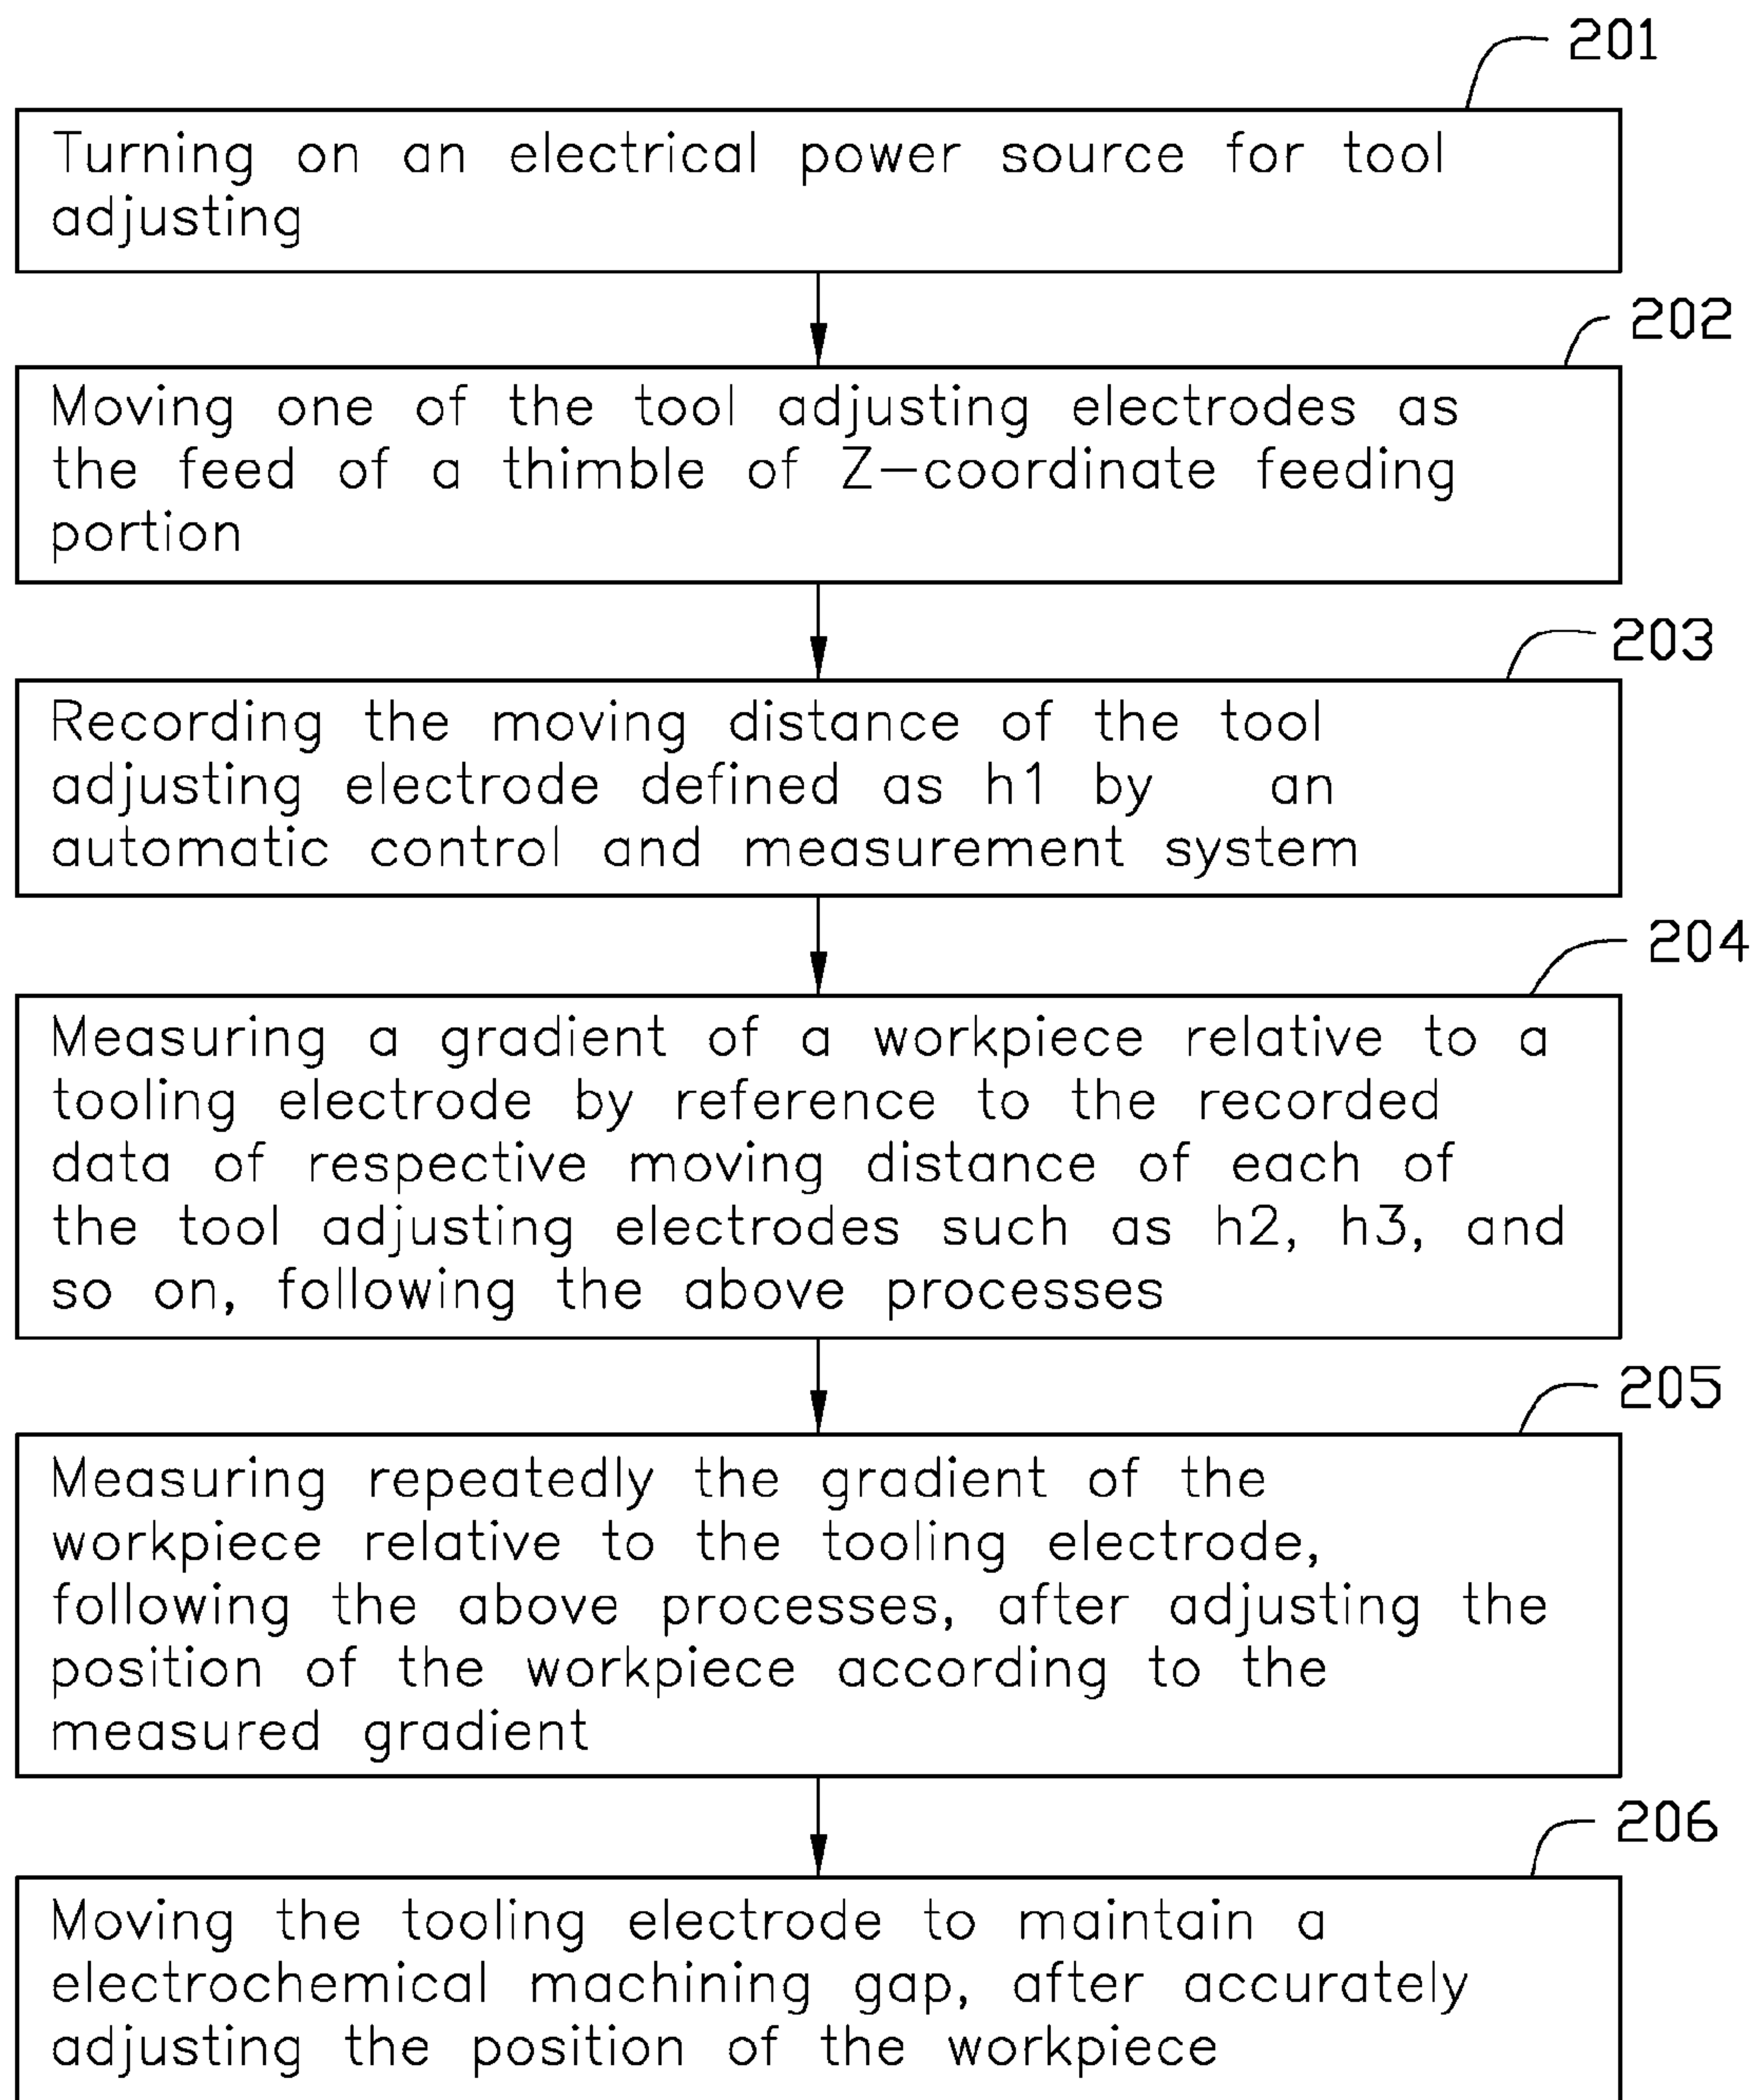 201
Turning on an electrical power source for tool
adjusting
202
Moving one of the tool adjusting electrodes as
the feed of a thimble of Z-coordinate feeding
portion
203
Recording the moving distance of the tool
adjusting electrode defined as h1 by an
automatic control and measurement system
204
Measuring a gradient of a workpiece relative to a
tooling electrode by reference to the recorded
data of respective moving distance of each of
the tool adjusting electrodes such as h2, h3, and
so on, following the above processes
205
Measuring repeatedly the gradient of the
workpiece relative to the tooling electrode,
following the above processes, after adjusting the
position of the workpiece according to the
measured gradient
206
Moving the tooling electrode to maintain a
electrochemical machining gap, after accurately
adjusting the position of the workpiece